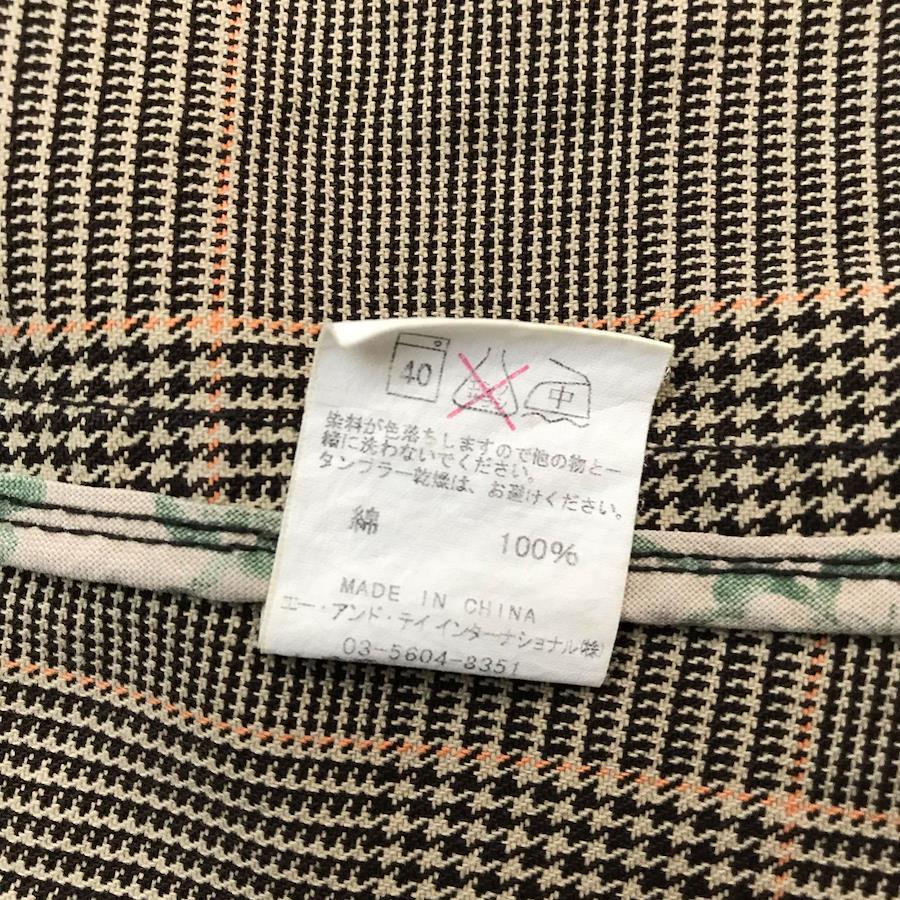 40 中
染料が色落ちしますので他の物と一
緒に洗わないでください。
タンブラー乾燥は、お避けください。
綿 100%
MADE IN CHINA
エー・アンド・テイ インターナショナル㈱
03-5604-8351